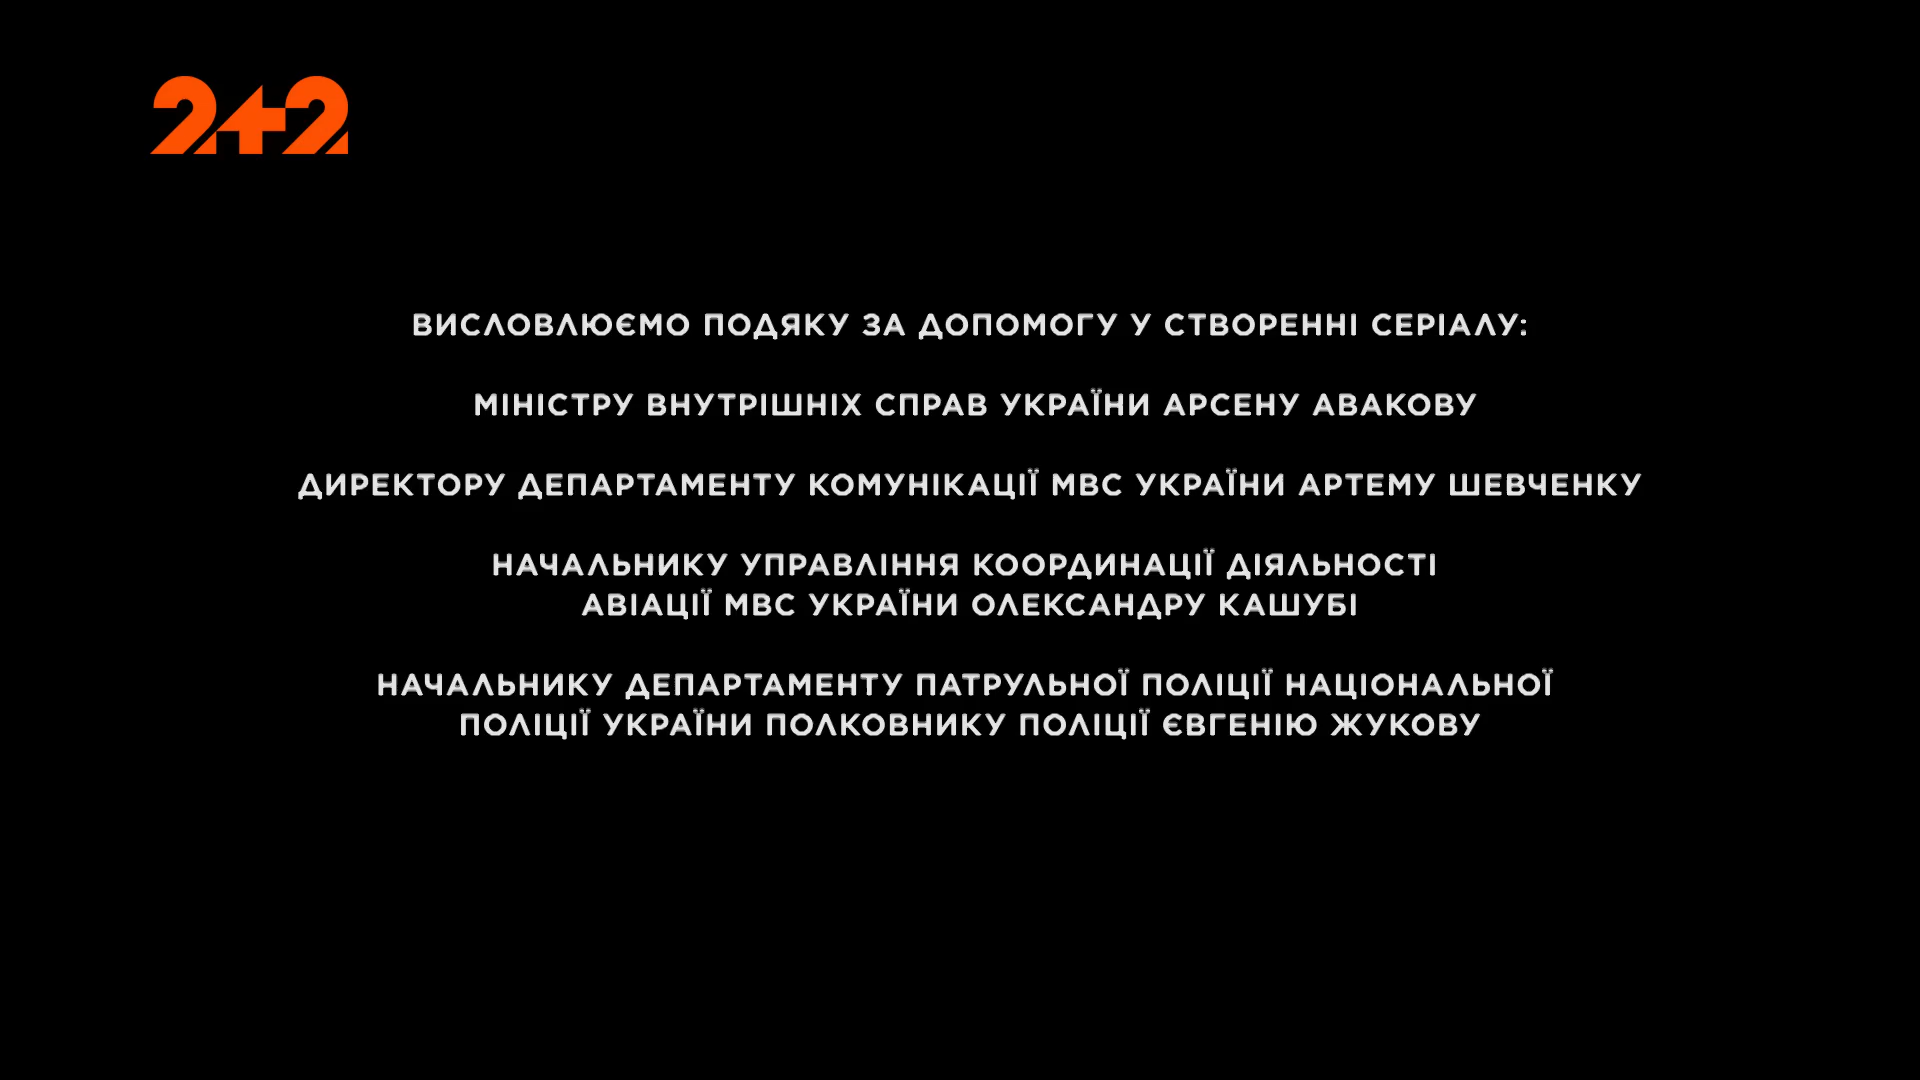 2+2
ВИСЛОВЛЮЄМО ПОДЯКУ ЗА ДОПОМОГУ У СТВОРЕННІ СЕРІАЛУ:
МІНІСТРУ ВНУТРІШНІХ СПРАВ УКРАЇНИ АРСЕНУ АВАКОВУ
ДИРЕКТОРУ ДЕПАРТАМЕНТУ КОМУНІКАЦІЇ МВС УКРАЇНИ АРТЕМУ ШЕВЧЕНКУ
НАЧАЛЬНИКУ УПРАВЛІННЯ КООРДИНАЦІЇ ДІЯЛЬНОСТІ
АВІАЦІЇ МВС УКРАЇНИ ОЛЕКСАНДРУ КАШУБІ
НАЧАЛЬНИКУ ДЕПАРТАМЕНТУ ПАТРУЛЬНОЇ ПОЛІЦІЇ НАЦІОНАЛЬНОЇ
ПОЛІЦІЇ УКРАЇНИ ПОЛКОВНИКУ ПОЛІЦІЇ ЄВГЕНІЮ ЖУКОВУ